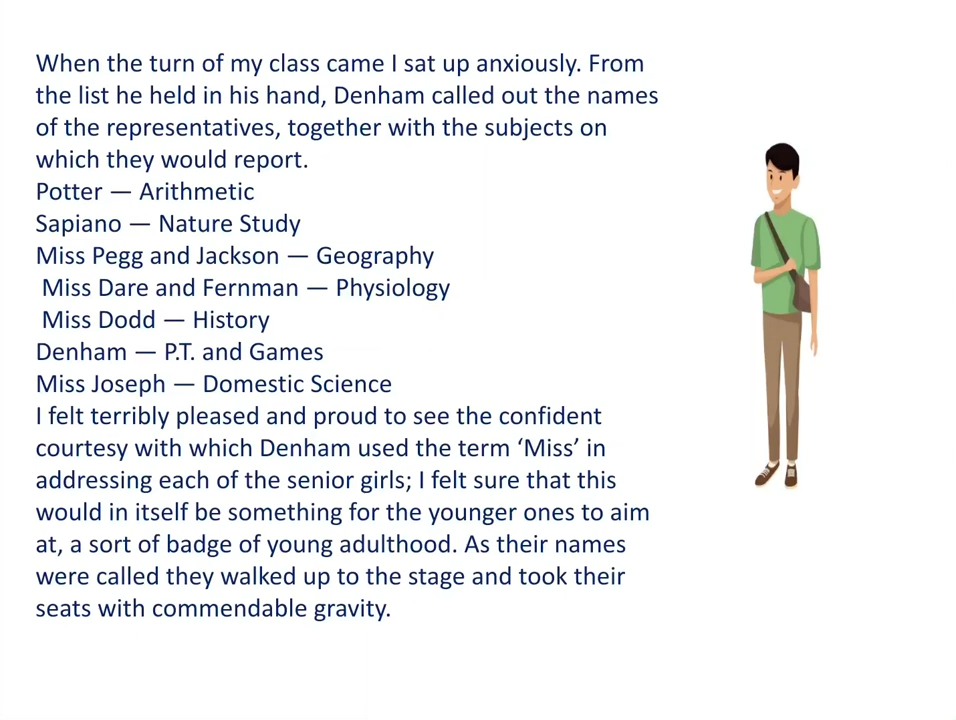 When the turn of my class came I sat up anxiously. From
the list he held in his hand, Denham called out the names
of the representatives, together with the subjects on
which they would report.
Potter — Arithmetic
Sapiano — Nature Study
Miss Pegg and Jackson — Geography
Miss Dare and Fernman — Physiology
Miss Dodd — History
Denham — P.T. and Games
Miss Joseph — Domestic Science
I felt terribly pleased and proud to see the confident
courtesy with which Denham used the term ‘Miss’ in
addressing each of the senior girls; I felt sure that this
would in itself be something for the younger ones to aim
at, a sort of badge of young adulthood. As their names
were called they walked up to the stage and took their
seats with commendable gravity.